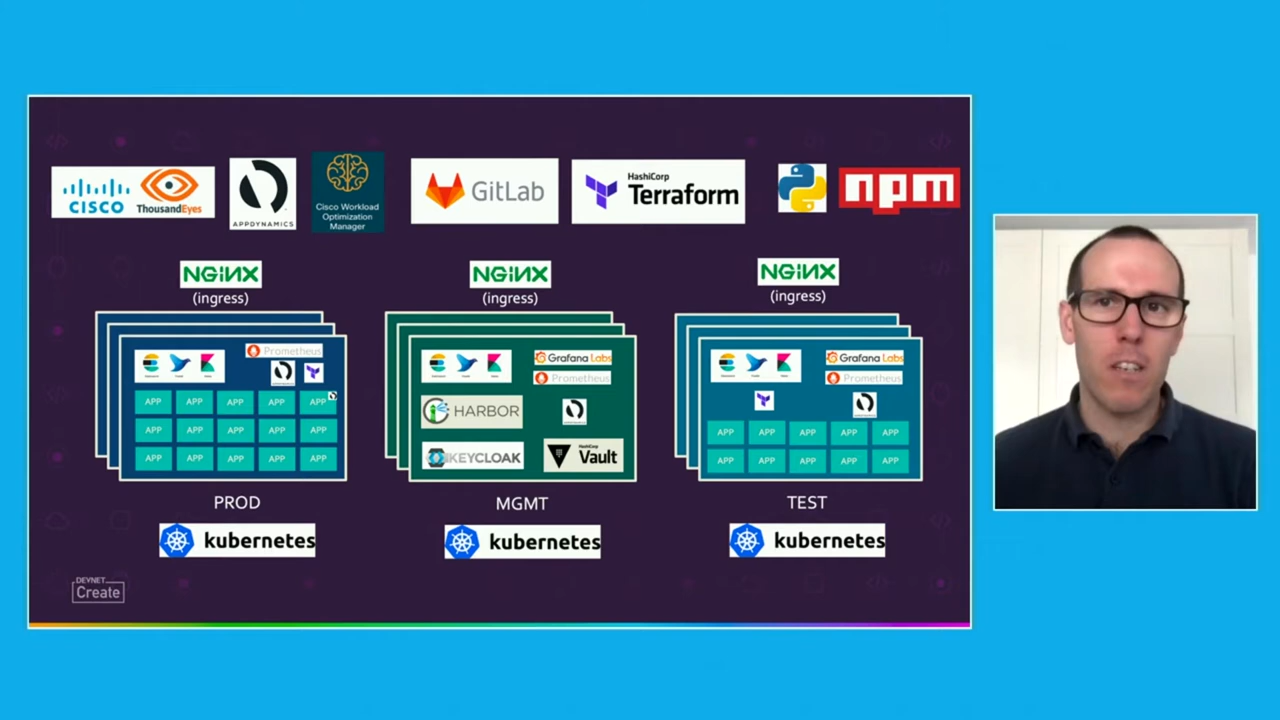 CISCO
ThousandEyes
APPDYNAMICS
Cisco Workload
Optimization
Manager
GitLab
HashiCorp
Terraform
npm
NGINX
(ingress)
NGINX
(ingress)
NGINX
(ingress)
Prometheus
APP APP APP APP APP
APP APP APP APP APP
APP APP APP APP APP
PROD
kubernetes
Grafana Labs
Prometheus
HARBOR
KEYCLOAK
HashiCorp
Vault
MGMT
kubernetes
Grafana Labs
Prometheus
APP APP APP APP APP
APP APP APP APP APP
TEST
kubernetes
DEVNET
Create